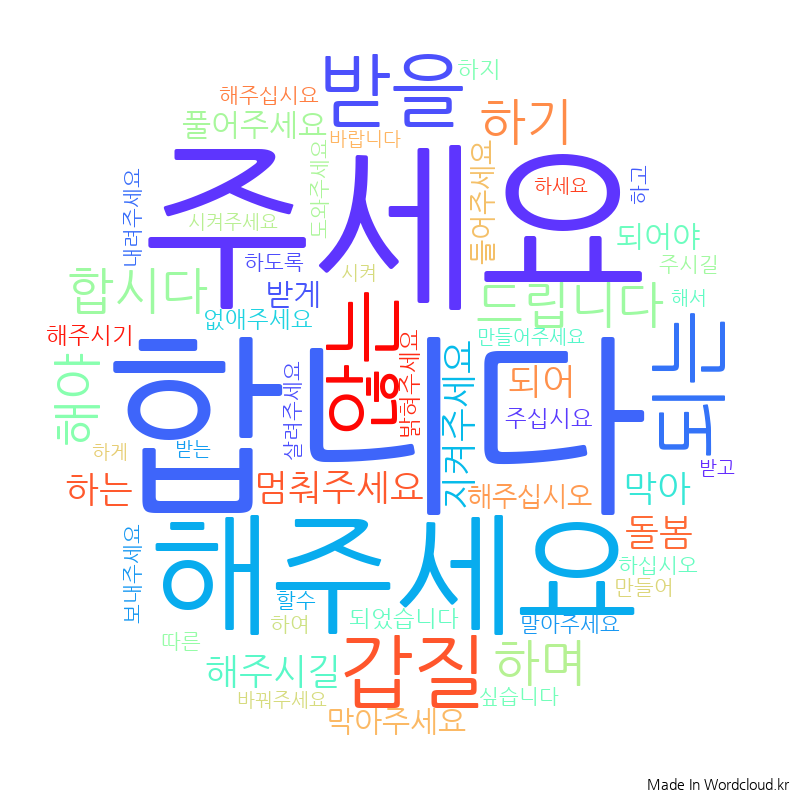 받을
하지
해주십시요
하기
풀어주세요
바랍니다
주세요
도와주세요
들어주세요
하세요
하고
내려주세요
시켜주세요
되어야
하도록
시켜
주시길
합시다
받게
드립니다
해서
없애주세요
해주시기
만들어주세요
합니다
밝혀주세요
지켜주세요
해야
되어
살려주세요
주십시요
하게
받는
받고
하는
멈춰주세요
해주십시오
막아
해주세요
돌봄
보내주세요
하십시오
만들어
할수
하여
되었습니다
말아주세요
따른
해주시길
갑질
하며
바꿔주세요
싶습니다
막아주세요
Made In Wordcloud.kr